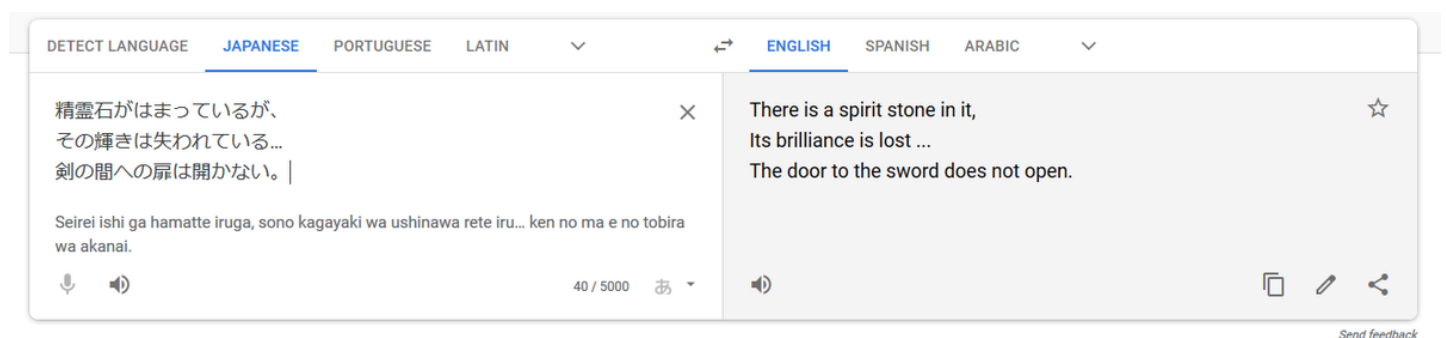 DETECT LANGUAGE JAPANESE PORTUGUESE LATIN ENGLISH SPANISH ARABIC
精霊石がはまっているが、
その輝きは失われている...
剣の間への扉は開かない。
Seirei ishi ga hamatte iruga, sono kagayaki wa ushinawa rete iru... ken no ma e no tobira
wa akanai.
40 / 5000 あ
There is a spirit stone in it,
Its brilliance is lost ...
The door to the sword does not open.
Send feedback